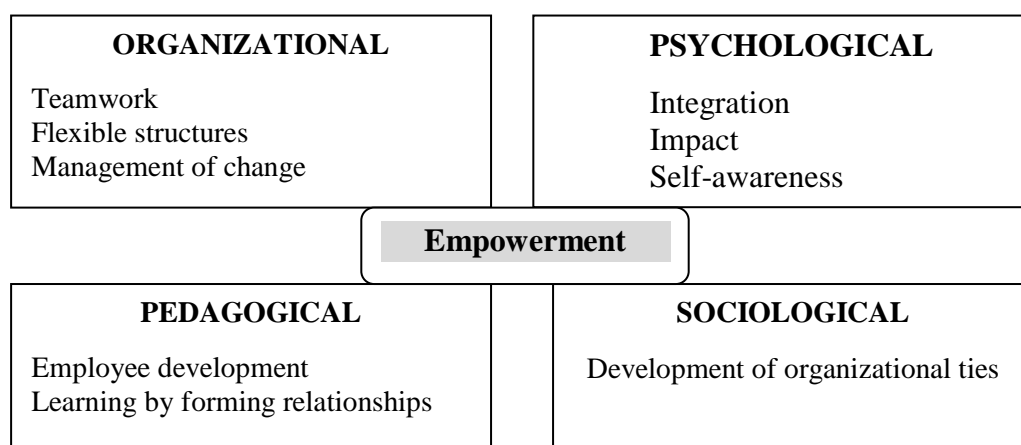 ORGANIZATIONAL
Teamwork
Flexible structures
Management of change
PSYCHOLOGICAL
Integration
Impact
Self-awareness
Empowerment
PEDAGOGICAL
Employee development
Learning by forming relationships
SOCIOLOGICAL
Development of organizational ties